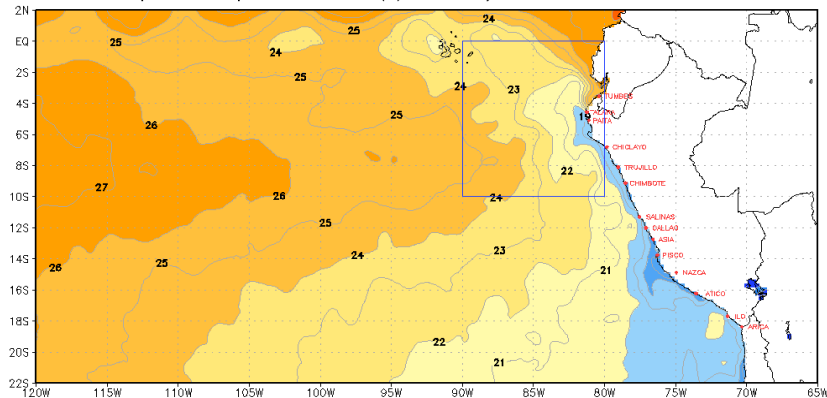 2N
EQ
2S
4S
6S
8S
10S
12S
14S
16S
18S
20S
22S
24
25
25
24
25
24
23
25
26
19
TUMBES
PAITA
CHICLAYO
22
TRUJILLO
CHIMBOTE
27
26
24
25
SALINAS
CALLAO
ASIA
23
24
PISCO
26
25
21
NAZCA
ATICO
ILO
ARICA
22
21
120W
115W
110W
105W
100W
95W
90W
85W
80W
75W
70W
65W